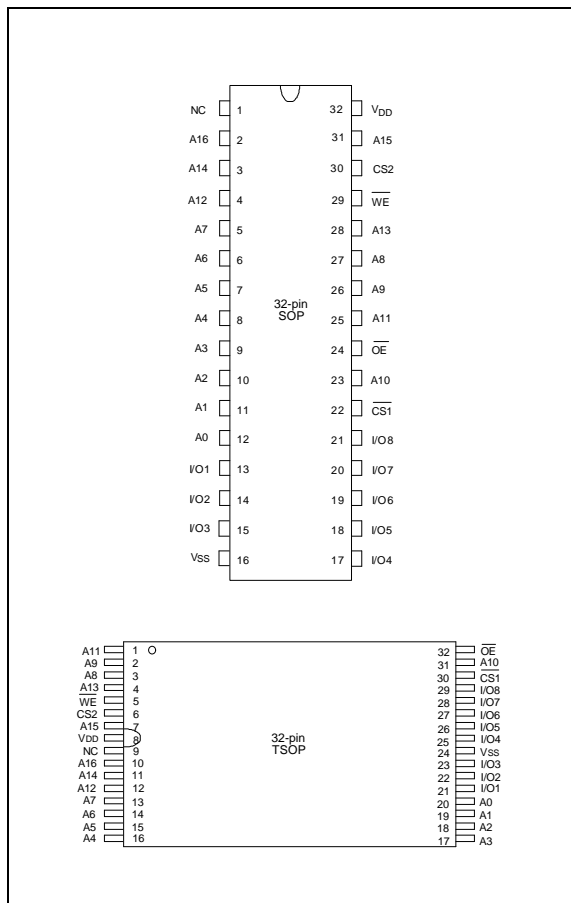 NC 1 32 VDD
A16 2 31 A15
A14 3 30 CS2
A12 4 29 W̅E̅
A7 5 28 A13
A6 6 27 A8
A5 7 26 A9
32-pin
SOP
A4 8 25 A11
A3 9 24 O̅E̅
A2 10 23 A10
A1 11 22 C̅S̅1̅
A0 12 21 I/O8
I/O1 13 20 I/O7
I/O2 14 19 I/O6
I/O3 15 18 I/O5
VSS 16 17 I/O4
A11 1 32 O̅E̅
A9 2 31 A10
A8 3 30 C̅S̅1̅
A13 4 29 I/O8
W̅E̅ 5 28 I/O7
CS2 6 27 I/O6
A15 7 26 I/O5
VDD 8 32-pin 25 I/O4
NC 9 TSOP 24 VSS
A16 10 23 I/O3
A14 11 22 I/O2
A12 12 21 I/O1
A7 13 20 A0
A6 14 19 A1
A5 15 18 A2
A4 16 17 A3